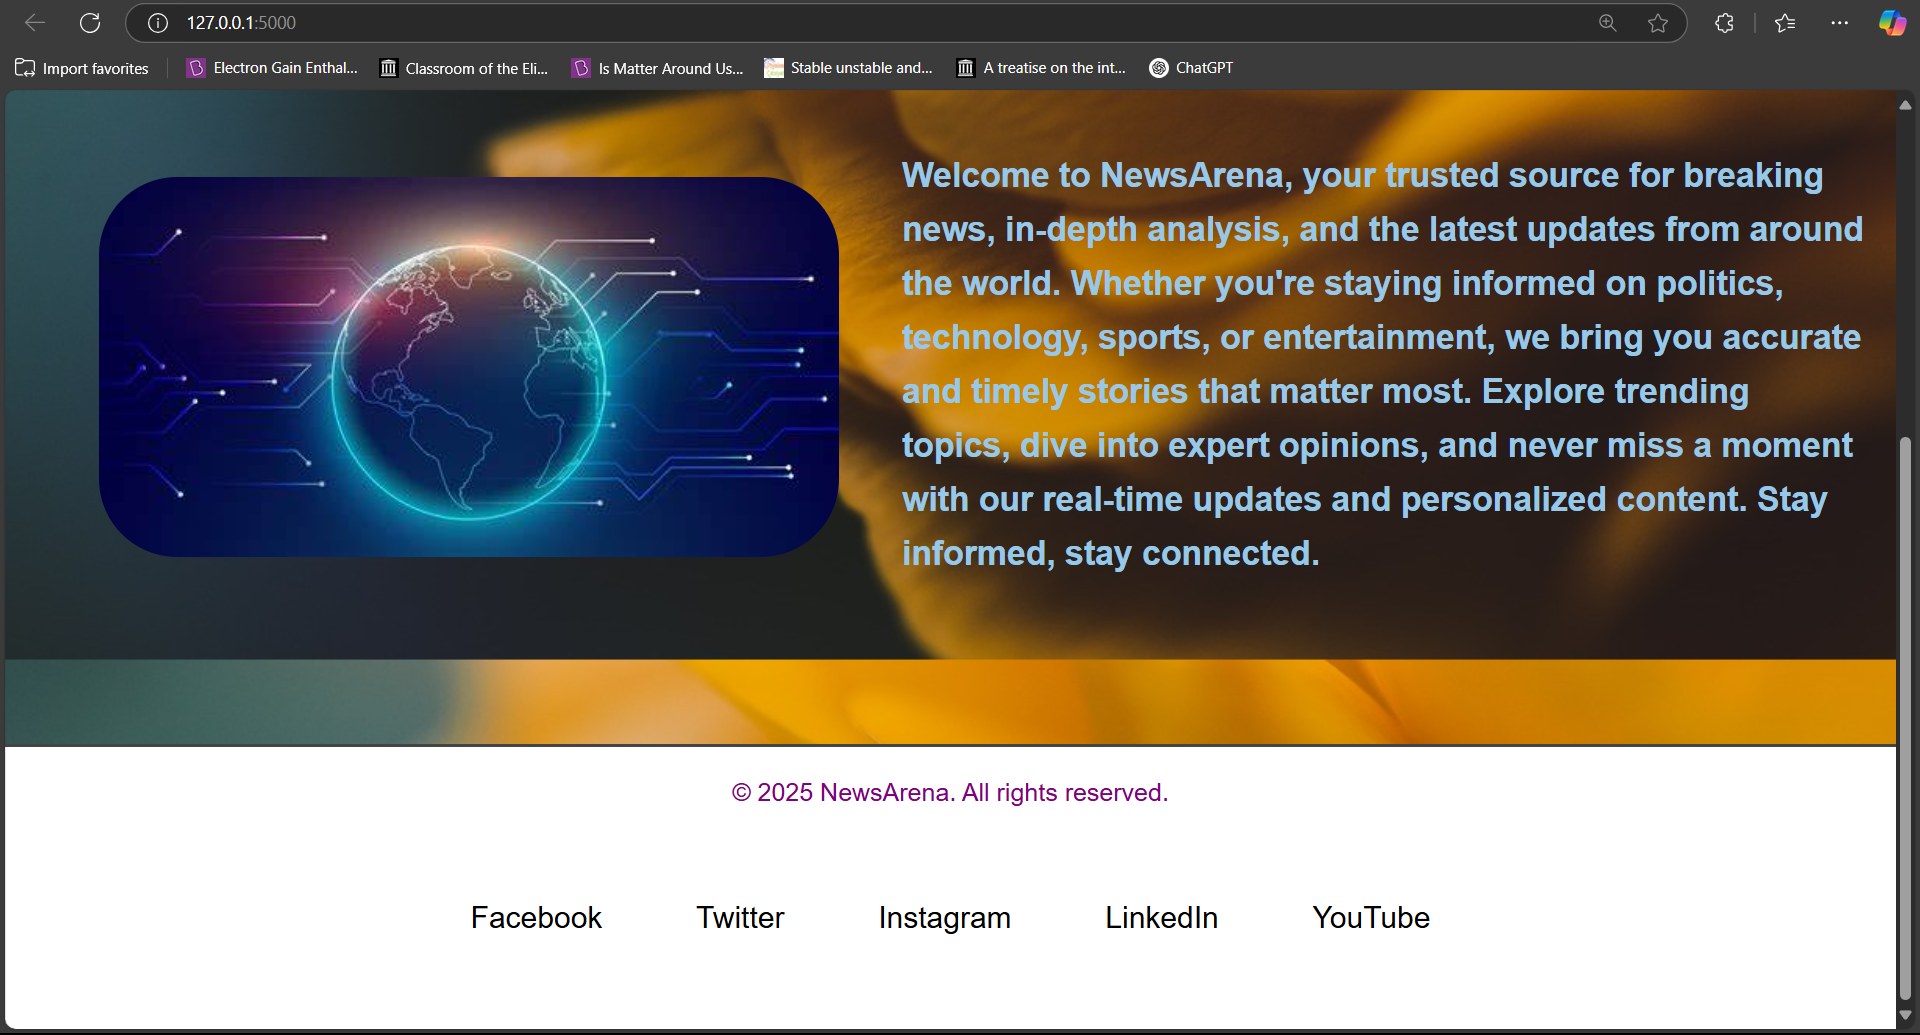 127.0.0.1:5000
Import favorites
Electron Gain Enthal...
Classroom of the Eli...
Is Matter Around Us...
Stable unstable and...
A treatise on the int...
ChatGPT
Welcome to NewsArena, your trusted source for breaking
news, in-depth analysis, and the latest updates from around
the world. Whether you're staying informed on politics,
technology, sports, or entertainment, we bring you accurate
and timely stories that matter most. Explore trending
topics, dive into expert opinions, and never miss a moment
with our real-time updates and personalized content. Stay
informed, stay connected.
© 2025 NewsArena. All rights reserved.
Facebook Twitter Instagram LinkedIn YouTube